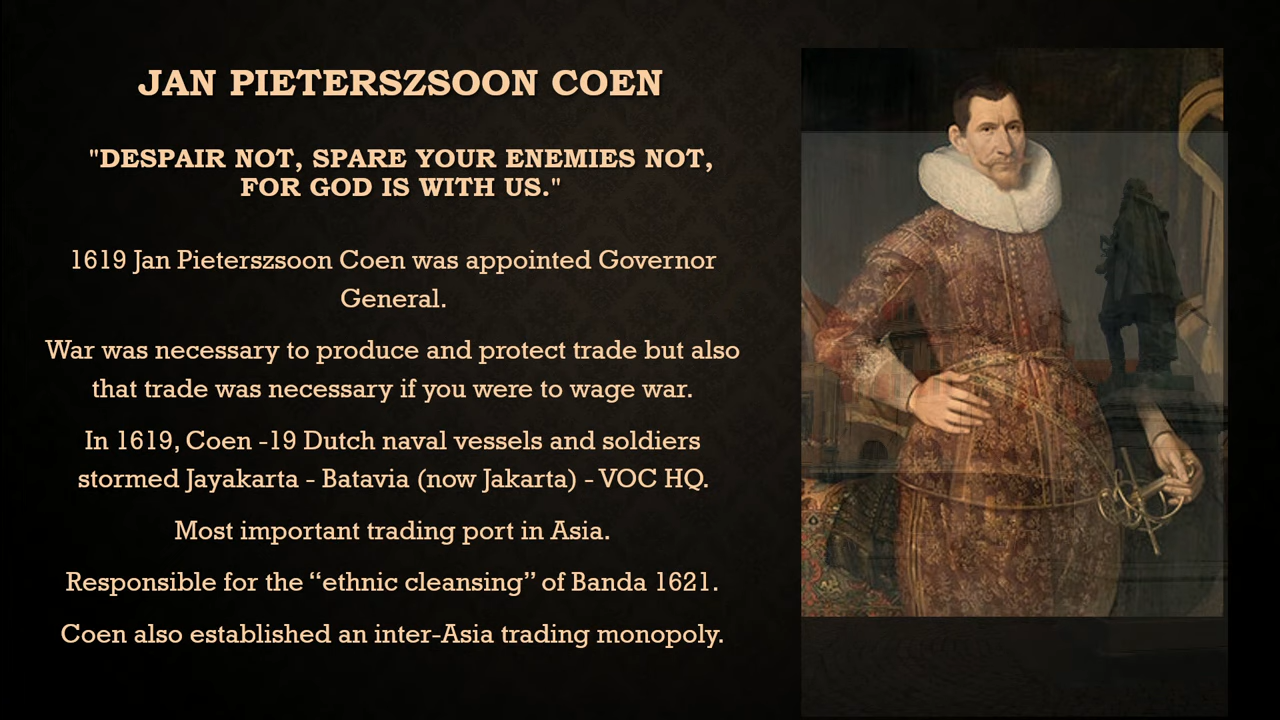 JAN PIETERSZSOON COEN
"DESPAIR NOT, SPARE YOUR ENEMIES NOT,
FOR GOD IS WITH US."
1619 Jan Pieterszsoon Coen was appointed Governor
General.
War was necessary to produce and protect trade but also
that trade was necessary if you were to wage war.
In 1619, Coen -19 Dutch naval vessels and soldiers
stormed Jayakarta - Batavia (now Jakarta) - VOC HQ.
Most important trading port in Asia.
Responsible for the “ethnic cleansing” of Banda 1621.
Coen also established an inter-Asia trading monopoly.